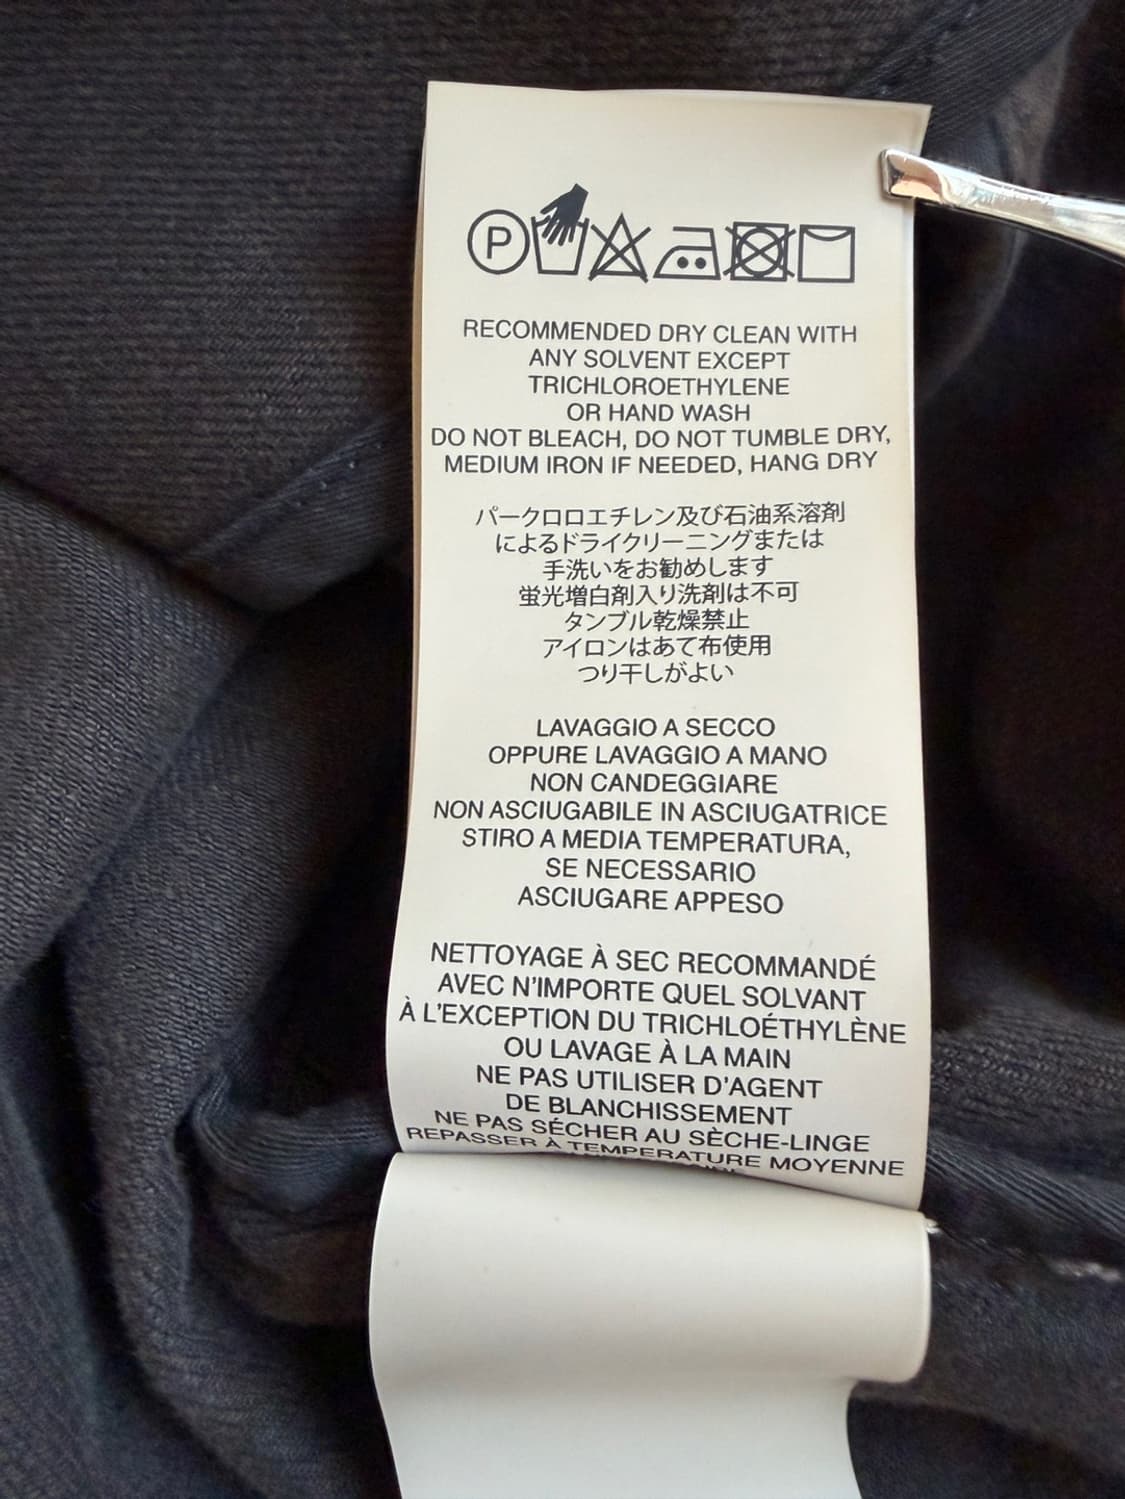 P
RECOMMENDED DRY CLEAN WITH
ANY SOLVENT EXCEPT
TRICHLOROETHYLENE
OR HAND WASH
DO NOT BLEACH, DO NOT TUMBLE DRY,
MEDIUM IRON IF NEEDED, HANG DRY
パークロロエチレン及び石油系溶剤
によるドライクリーニングまたは
手洗いをお勧めします
蛍光増白剤入り洗剤は不可
タンブル乾燥禁止
アイロンはあて布使用
つり干しがよい
LAVAGGIO A SECCO
OPPURE LAVAGGIO A MANO
NON CANDEGGIARE
NON ASCIUGABILE IN ASCIUGATRICE
STIRO A MEDIA TEMPERATURA,
SE NECESSARIO
ASCIUGARE APPESO
NETTOYAGE À SEC RECOMMANDÉ
AVEC N'IMPORTE QUEL SOLVANT
À L'EXCEPTION DU TRICHLOÉTHYLÈNE
OU LAVAGE À LA MAIN
NE PAS UTILISER D'AGENT
DE BLANCHISSEMENT
NE PAS SÉCHER AU SÈCHE-LINGE
REPASSER À TEMPERATURE MOYENNE